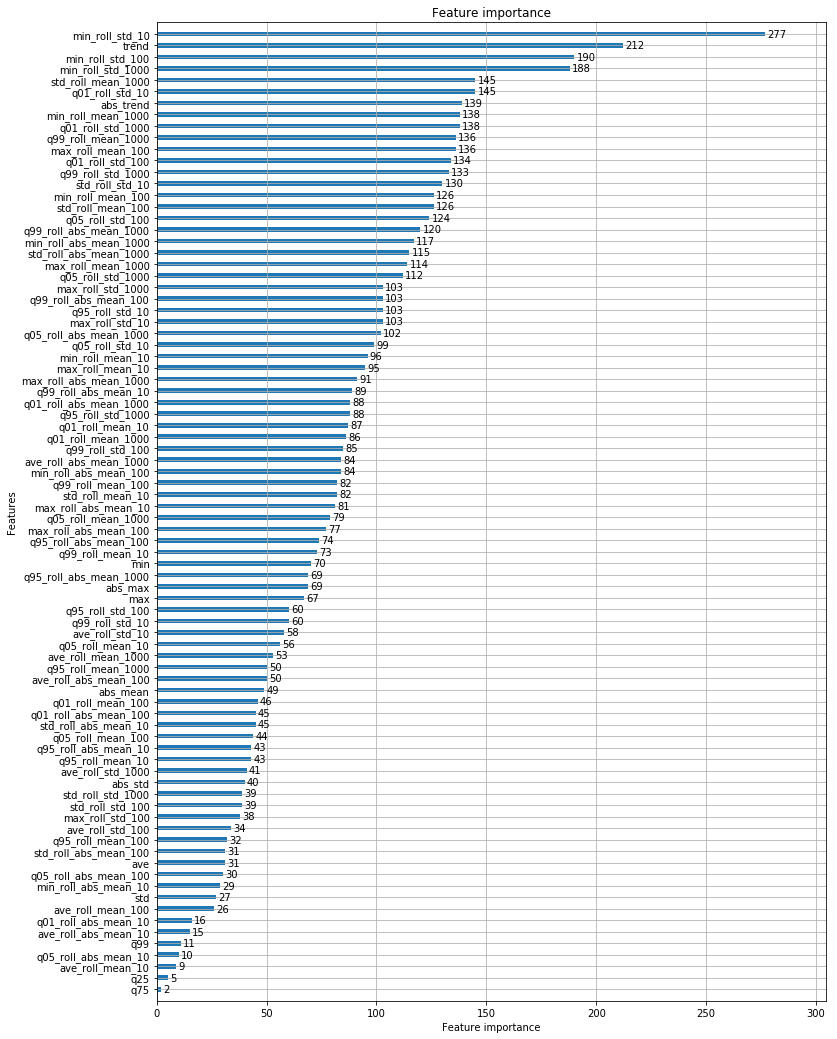 Feature importance
min_roll_std_10 277
trend 212
min_roll_std_100 190
min_roll_std_1000 188
std_roll_mean_1000 145
q01_roll_std_10 145
abs_trend 139
min_roll_mean_1000 138
q01_roll_std_1000 138
q99_roll_mean_1000 136
max_roll_mean_100 136
q01_roll_std_100 134
q99_roll_std_1000 133
std_roll_std_10 130
min_roll_mean_100 126
std_roll_mean_100 126
q05_roll_std_100 124
q99_roll_abs_mean_1000 120
min_roll_abs_mean_1000 117
std_roll_abs_mean_1000 115
max_roll_mean_1000 114
q05_roll_std_1000 112
max_roll_std_1000 103
q99_roll_abs_mean_100 103
q95_roll_std_10 103
max_roll_std_10 103
q05_roll_abs_mean_1000 102
q05_roll_std_10 99
min_roll_mean_10 96
max_roll_mean_10 95
max_roll_abs_mean_1000 91
q99_roll_abs_mean_10 89
q01_roll_abs_mean_1000 88
q95_roll_std_1000 88
q01_roll_mean_10 87
q01_roll_mean_1000 86
q99_roll_std_100 85
ave_roll_abs_mean_1000 84
min_roll_abs_mean_100 84
q99_roll_mean_100 82
std_roll_mean_10 82
max_roll_abs_mean_10 81
q05_roll_mean_1000 79
max_roll_abs_mean_100 77
q95_roll_abs_mean_100 74
q99_roll_mean_10 73
min 70
q95_roll_abs_mean_1000 69
abs_max 69
max 67
q95_roll_std_100 60
q99_roll_std_10 60
ave_roll_std_10 58
q05_roll_mean_10 56
ave_roll_mean_1000 53
q95_roll_mean_1000 50
ave_roll_abs_mean_100 50
abs_mean 49
q01_roll_mean_100 46
q01_roll_abs_mean_100 45
std_roll_abs_mean_10 45
q05_roll_mean_100 44
q95_roll_abs_mean_10 43
q95_roll_mean_10 43
ave_roll_std_1000 41
abs_std 40
std_roll_std_1000 39
std_roll_std_100 39
max_roll_std_100 38
ave_roll_std_100 34
q95_roll_mean_100 32
std_roll_abs_mean_100 31
ave 31
q05_roll_abs_mean_100 30
min_roll_abs_mean_10 29
std 27
ave_roll_mean_100 26
q01_roll_abs_mean_10 16
ave_roll_abs_mean_10 15
q99 11
q05_roll_abs_mean_10 10
ave_roll_mean_10 9
q25 5
q75 2
Features
0 50 100 150 200 250 300
Feature importance